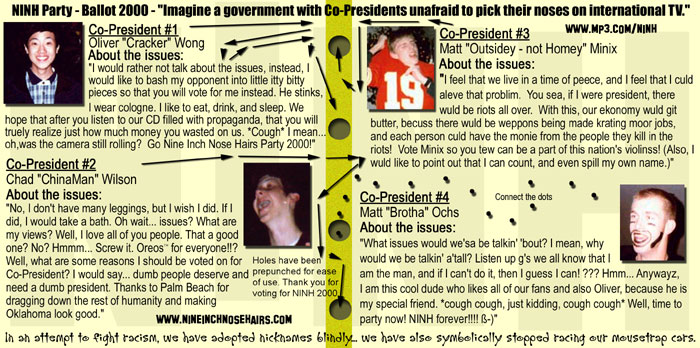 NINH Party - Ballot 2000 - "Imagine a government with Co-Presidents unafraid to pick their noses on international TV."
WWW.MP3.COM/NINH
Co-President #1
Oliver "Cracker" Wong
About the issues:
"I would rather not talk about the issues, instead, I
would like to bash my opponent into little itty bitty
pieces so that you will vote for me instead. He stinks,
I wear cologne. I like to eat, drink, and sleep. We
hope that after you listen to our CD filled with propaganda, that you will
truely realize just how much money you wasted on us. *Cough* I mean...
oh,was the camera still rolling? Go Nine Inch Nose Hairs Party 2000!"
Co-President #2
Chad "ChinaMan" Wilson
About the issues:
"No, I don't have many leggings, but I wish I did. If I
did, I would take a bath. Oh wait... issues? What are
my views? Well, I love all of you people. That a good
one? No? Hmmm... Screw it. Oreos™ for everyone!!?
Well, what are some reasons I should be voted on for
Co-President? I would say... dumb people deserve and
need a dumb president. Thanks to Palm Beach for
dragging down the rest of humanity and making
Oklahoma look good."
WWW.NINEINCHNOSEHAIRS.COM
Holes have been
prepunched for ease
of use. Thank you for
voting for NINH 2000.
Co-President #3
Matt "Outsidey - not Homey" Minix
About the issues:
"I feel that we live in a time of peece, and I feel that I culd
aleve that problim. You sea, if I were president, there
wuld be riots all over. With this, our ekonomy wuld git
butter, becuss there wuld be weppons being made krating moor jobs,
and each person culd have the monie from the people they kill in the
riots! Vote Minix so you tew can be a part of this nation's violinss! (Also, I
wuld like to point out that I can count, and even spill my own name.)"
19
Co-President #4
Matt "Brotha" Ochs
About the issues:
Connect the dots
"What issues would we'sa be talkin' 'bout? I mean, why
would we be talkin' a'tall? Listen up g's we all know that I
am the man, and if I can't do it, then I guess I can! ??? Hmm... Anywayz,
I am this cool dude who likes all of our fans and also Oliver, because he is
my special friend. *cough cough, just kidding, cough cough* Well, time to
party now! NINH forever!!!! ß-)"
In an attempt to fight racism, we have adopted nicknames blindly... we have also symbolically stopped racing our mousetrap cars.